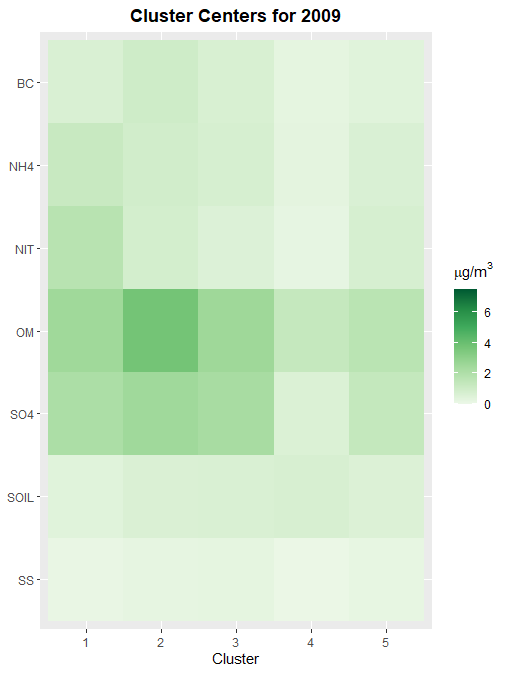 Cluster Centers for 2009
BC
NH4
NIT
OM
SO4
SOIL
SS
1 2 3 4 5
Cluster
μg/m³
6
4
2
0